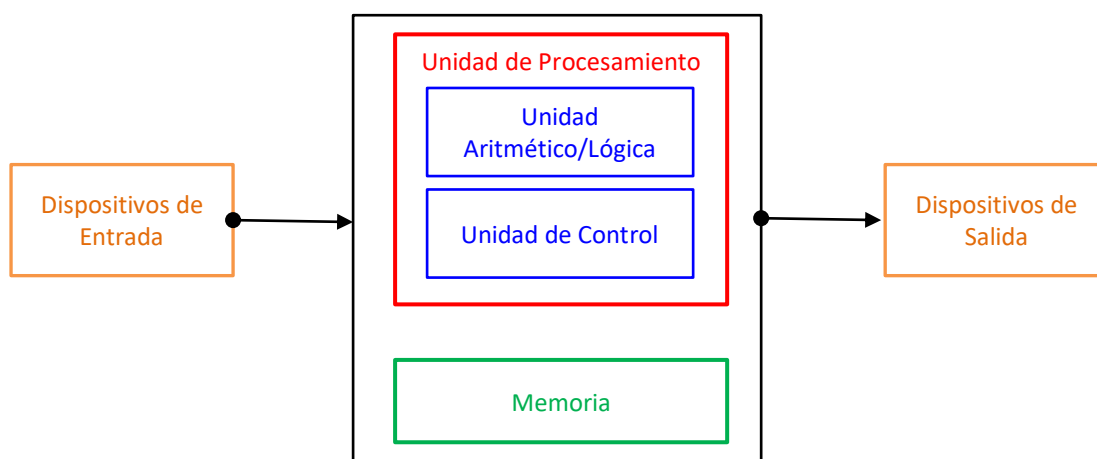 Unidad de Procesamiento
Unidad
Aritmético/Lógica
Unidad de Control
Dispositivos de
Entrada
Dispositivos de
Salida
Memoria